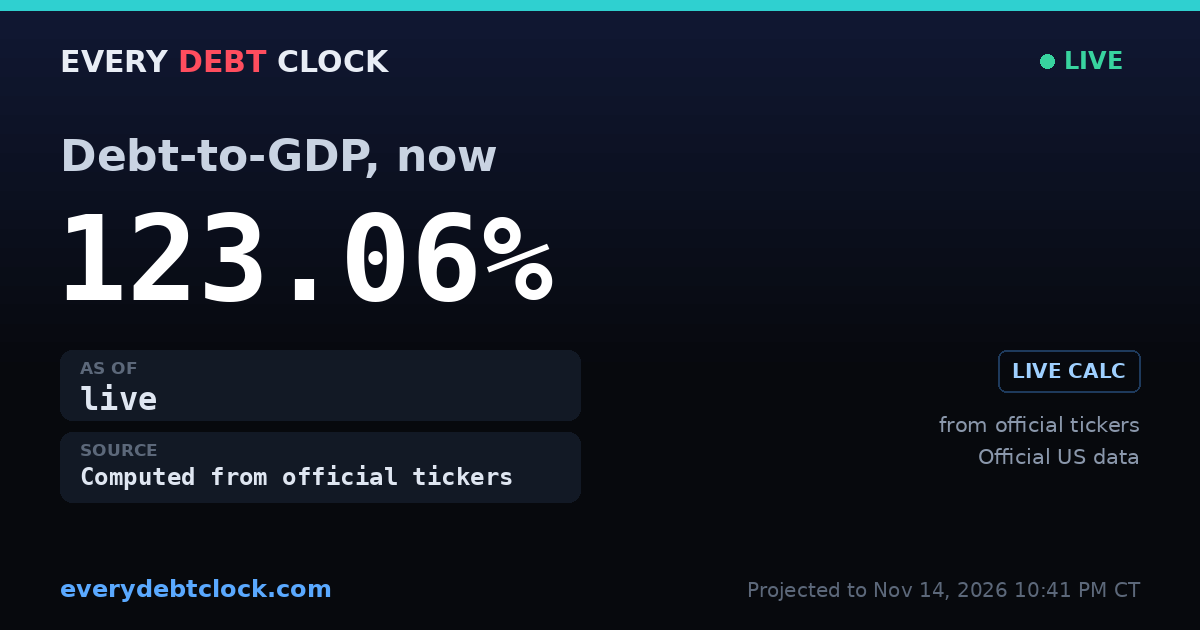 EVERY DEBT CLOCK
LIVE
Debt-to-GDP, now
123.06%
AS OF
live
SOURCE
Computed from official tickers
LIVE CALC
from official tickers
Official US data
everydebtclock.com
Projected to Nov 14, 2026 10:41 PM CT